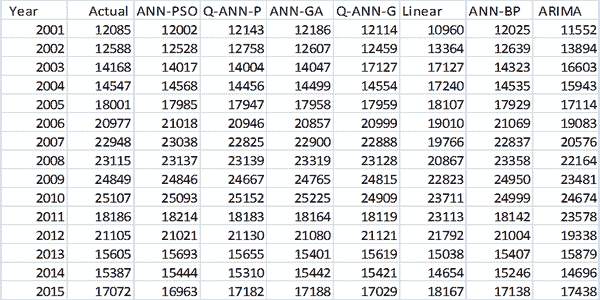 Year Actual ANN-PSO Q-ANN-P ANN-GA Q-ANN-G Linear ANN-BP ARIMA
2001 12085 12002 12143 12186 12114 10960 12025 11552
2002 12588 12528 12758 12607 12459 13364 12639 13894
2003 14168 14017 14004 14047 17127 17127 14323 16603
2004 14547 14568 14456 14499 14554 17240 14535 15943
2005 18001 17985 17947 17958 17959 18107 17929 17114
2006 20977 21018 20946 20857 20999 19010 21069 19083
2007 22948 23038 22825 22900 22888 19766 22837 20576
2008 23115 23137 23139 23319 23128 20867 23358 22164
2009 24849 24846 24667 24765 24815 22823 24950 23481
2010 25107 25093 25152 25225 24909 23711 24999 24674
2011 18186 18214 18183 18164 18119 23113 18142 23578
2012 21105 21021 21130 21080 21121 21792 21004 19338
2013 15605 15693 15655 15401 15619 15038 15407 15879
2014 15387 15444 15310 15442 15421 14654 15246 14696
2015 17072 16963 17182 17188 17029 18167 17138 17438